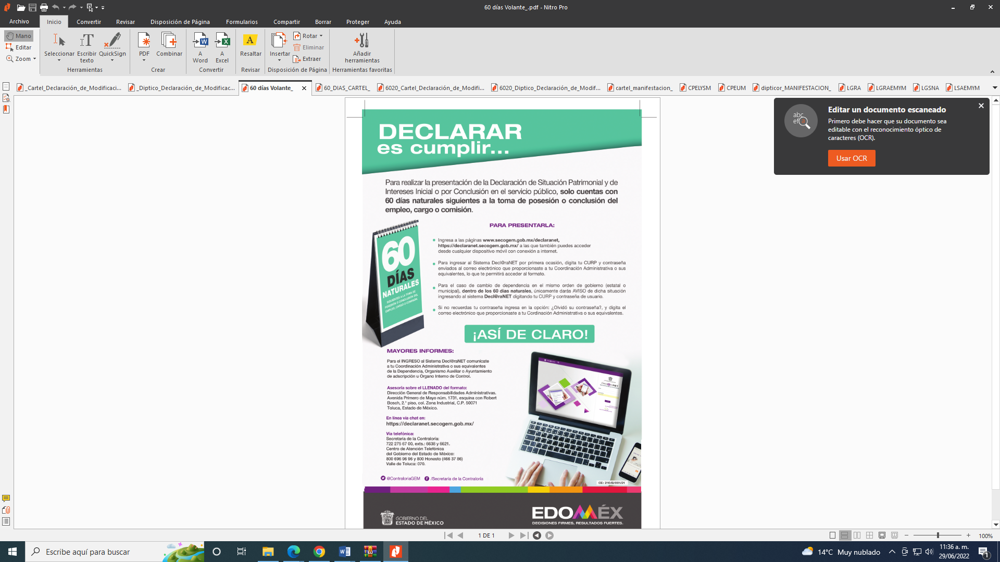 60 días Volante_.pdf - Nitro Pro
Archivo Inicio Convertir Revisar Disposición de Página Formularios Compartir Borrar Proteger Ayuda
Mano
Editar
Zoom
Seleccionar Escribir texto QuickSign
Herramientas
PDF Combinar
Crear
A Word A Excel
Convertir
Resaltar
Revisar
Insertar Rotar
Eliminar
Extraer
Disposición de Página
Añadir herramientas
Herramientas favoritas
_Cartel_Declaración_de_Modificaci... _Diptico_Declaración_de_Modificac... 60 días Volante_ 60_DIAS_CARTEL_ 6020_Cartel_Declaración_de_Modifi... 6020_Diptico_Declaración_de_Modif... cartel_manifestacion_ CPELYSM CPEUM dipticor_MANIFESTACION_ LGRA LGRAEMYM LGSNA LSAEMYM
Editar un documento escaneado
Primero debe hacer que su documento sea
editable con el reconocimiento óptico de
caracteres (OCR).
Usar OCR
DECLARAR
es cumplir...
Para realizar la presentación de la Declaración de Situación Patrimonial y de
Intereses Inicial o por Conclusión en el servicio público, solo cuentas con
60 días naturales siguientes a la toma de posesión o conclusión del
empleo, cargo o comisión.
60
DÍAS
NATURALES
SIGUIENTES A LA TOMA DE
POSESIÓN O CONCLUSIÓN DEL
EMPLEO, CARGO O COMISIÓN.
PARA PRESENTARLA:
Ingresa a las páginas www.secogem.gob.mx/declaranet,
https://declaranet.secogem.gob.mx/ a las que también puedes acceder
desde cualquier dispositivo móvil con conexión a internet.
Para ingresar al Sistema Decl@raNET por primera ocasión, digita tu CURP y contraseña
enviados al correo electrónico que proporcionaste a tu Coordinación Administrativa o sus
equivalentes, lo que te permitirá acceder al formato.
Para el caso de cambio de dependencia en el mismo orden de gobierno (estatal o
municipal), dentro de los 60 días naturales, únicamente darás AVISO de dicha situación
ingresando al sistema Decl@raNET digitando tu CURP y contraseña de usuario.
Si no recuerdas tu contraseña ingresa en la opción: ¿Olvidó su contraseña?, y digita el
correo electrónico que proporcionaste a tu Cordinación Administrativa o sus equivalentes.
¡ASÍ DE CLARO!
MAYORES INFORMES:
Para el INGRESO al Sistema Decl@raNET comunícate
a tu Coordinación Administrativa o sus equivalentes
de la Dependencia, Organismo Auxiliar o Ayuntamiento
de adscripción u Órgano Interno de Control.
Asesoría sobre el LLENADO del formato:
Dirección General de Responsabilidades Administrativas.
Avenida Primero de Mayo núm. 1731, esquina con Robert
Bosch, 2.° piso, col. Zona Industrial, C.P. 50071
Toluca, Estado de México.
En línea vía chat en:
https://declaranet.secogem.gob.mx/
Vía telefónica:
Secretaría de la Contraloría:
722 275 67 00, exts.: 6638 y 6621.
Centro de Atención Telefónica
del Gobierno del Estado de México:
800 696 96 96 y 800 Honesto (466 37 86)
Valle de Toluca: 070.
@ContraloriaGEM /Secretaría de la Contraloría
Decl@raNET
CE: 210/B/001/21
GOBIERNO DEL
ESTADO DE MÉXICO
EDOMÉX
DECISIONES FIRMES, RESULTADOS FUERTES.
1 DE 1
100%
Escribe aquí para buscar
14°C Muy nublado
11:36 a. m.
29/06/2022
1